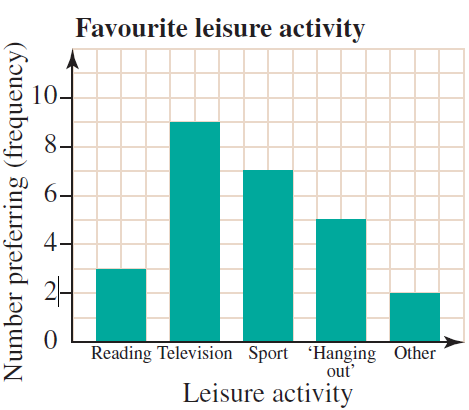 Favourite leisure activity
Number preferring (frequency)
10
8
6
4
2
0
Reading Television Sport ‘Hanging out’ Other
Leisure activity